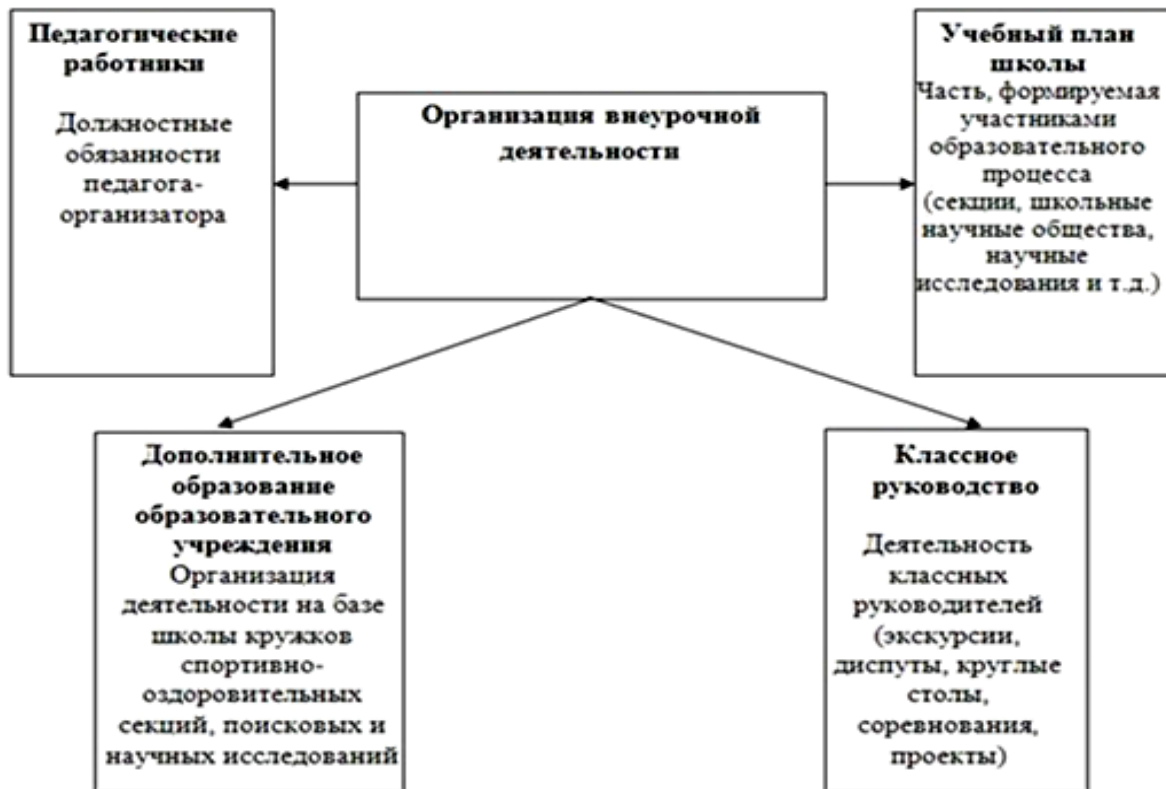 Педагогические
работники
Должностные
обязанности
педагога-
организатора
Организация внеурочной
деятельности
Учебный план
школы
Часть, формируемая
участниками
образовательного
процесса
(секции, школьные
научные общества,
научные
исследования и т.д.)
Дополнительное
образование
образовательного
учреждения
Организация
деятельности на базе
школы кружков
спортивно-
оздоровительных
секций, поисковых и
научных исследований
Классное
руководство
Деятельность
классных
руководителей
(экскурсии,
диспуты, круглые
столы,
соревнования,
проекты)